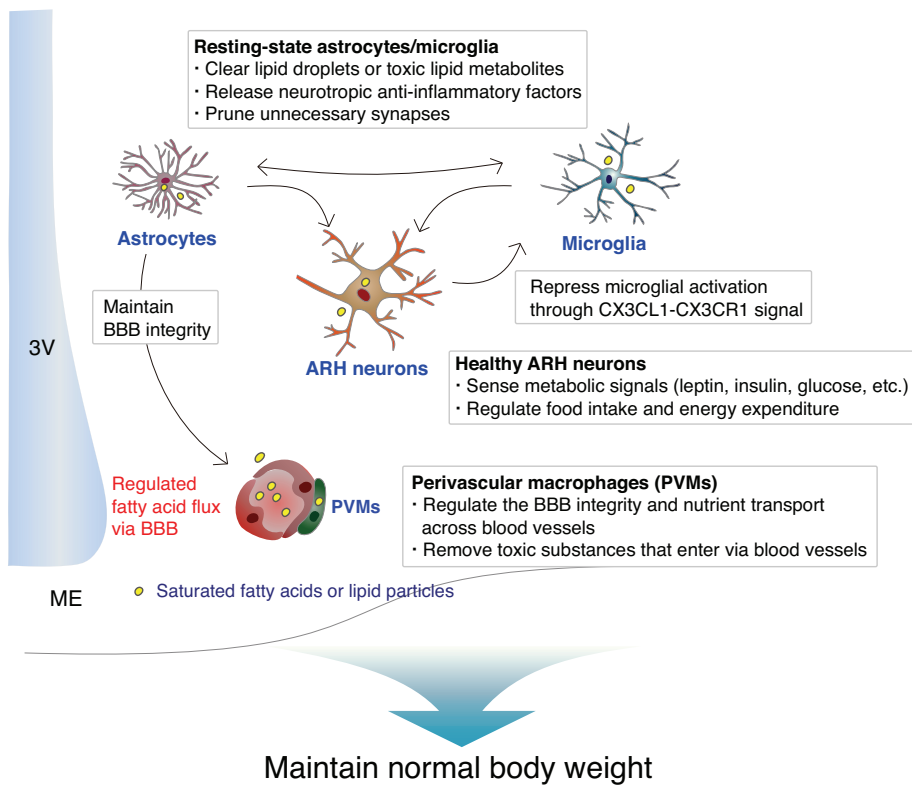 Resting-state astrocytes/microglia
· Clear lipid droplets or toxic lipid metabolites
· Release neurotropic anti-inflammatory factors
· Prune unnecessary synapses
Astrocytes
Microglia
Maintain
BBB integrity
Repress microglial activation
through CX3CL1-CX3CR1 signal
3V
ARH neurons
Healthy ARH neurons
· Sense metabolic signals (leptin, insulin, glucose, etc.)
· Regulate food intake and energy expenditure
Regulated
fatty acid flux
via BBB
PVMs
Perivascular macrophages (PVMs)
· Regulate the BBB integrity and nutrient transport
across blood vessels
· Remove toxic substances that enter via blood vessels
ME
Saturated fatty acids or lipid particles
Maintain normal body weight